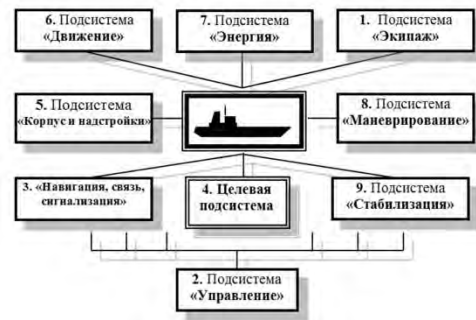 6. Подсистема
«Движение»
7. Подсистема
«Энергия»
1. Подсистема
«Экипаж»
5. Подсистема
«Корпус и надстройки»
8. Подсистема
«Маневрирование»
3. «Навигация, связь,
сигнализация»
4. Целевая
подсистема
9. Подсистема
«Стабилизация»
2. Подсистема
«Управление»